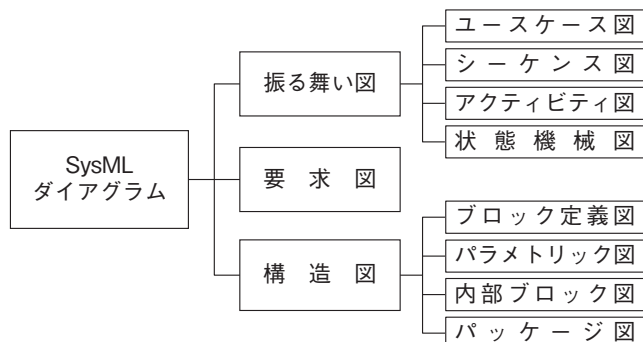 ユースケース図
シーケンス図
振る舞い図
アクティビティ図
状態機械図
SysML
ダイアグラム
要求図
ブロック定義図
パラメトリック図
構造図
内部ブロック図
パッケージ図